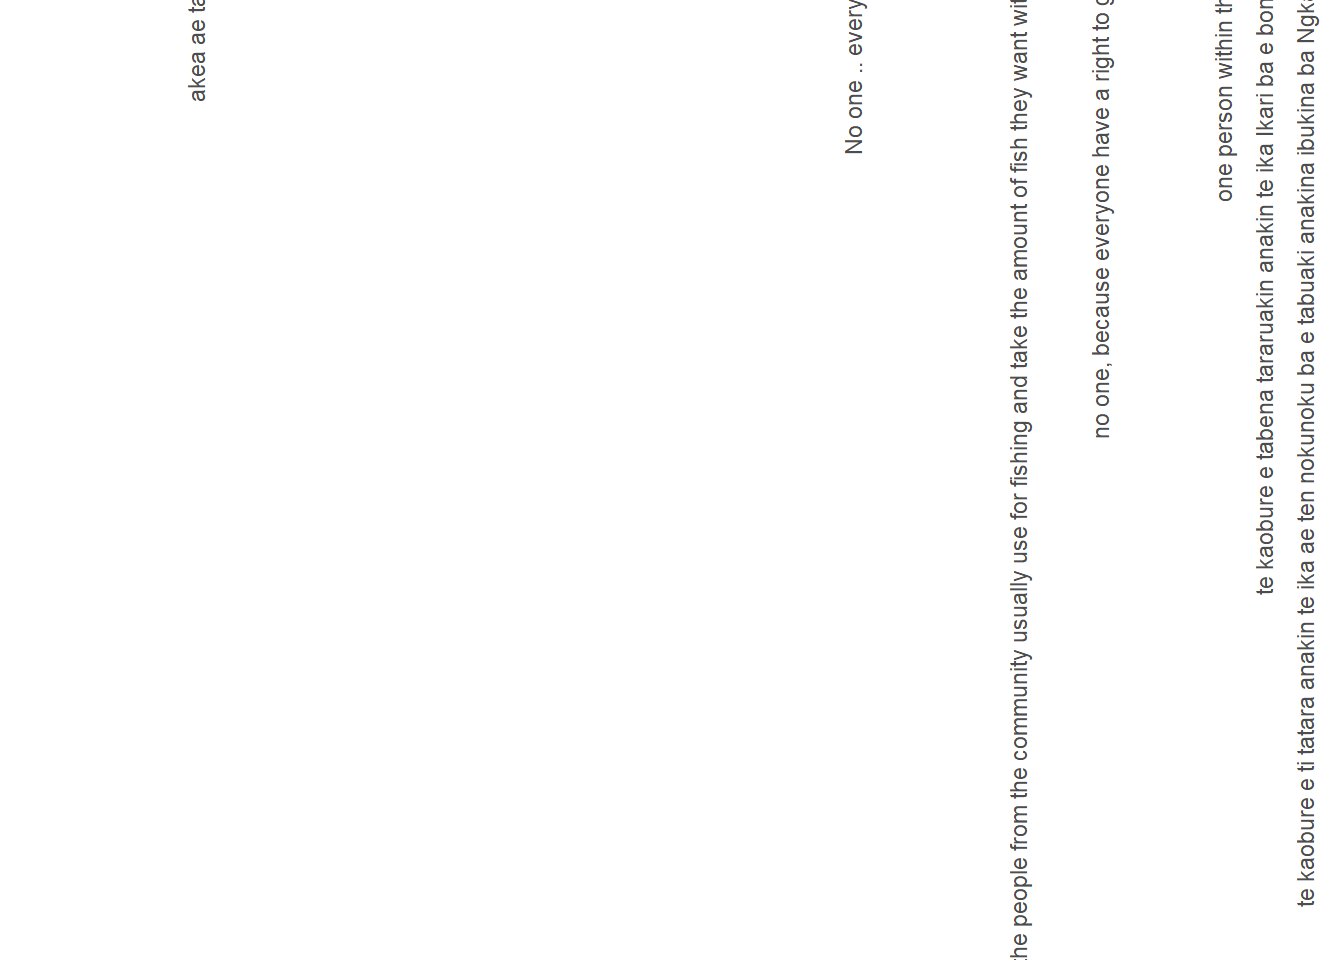 akea ae ta
No one .. every
the people from the community usually use for fishing and take the amount of fish they want wit
no one, because everyone have a right to g
one person within th
te kaobure e tabena tararuakin anakin te ika Ikari ba e bon
te kaobure e ti tatara anakin te ika ae ten nokunoku ba e tabuaki anakina ibukina ba Ngka